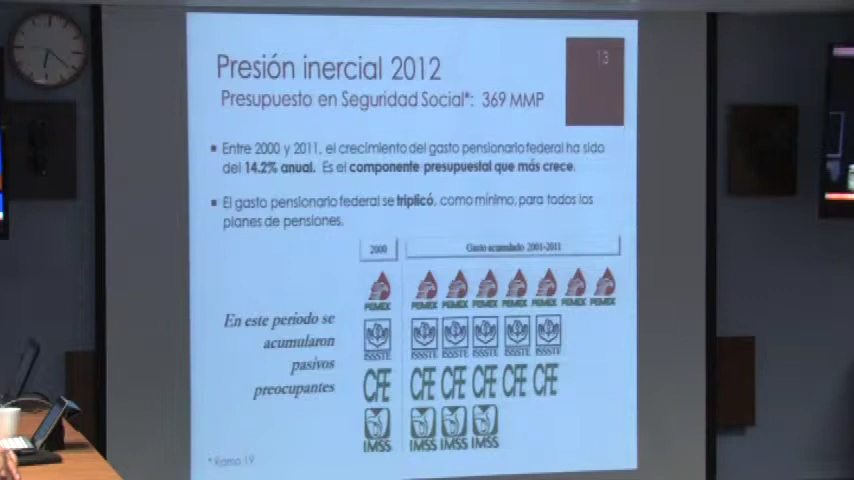 13
Presión inercial 2012
Presupuesto en Seguridad Social*: 369 MMP
Entre 2000 y 2011, el crecimiento del gasto pensionario federal ha sido
del 14.2% anual. Es el componente presupuestal que más crece.
El gasto pensionario federal se triplicó, como mínimo, para todos los
planes de pensiones.
2000 Gasto acumulado 2001-2011
PEMEX PEMEX PEMEX PEMEX PEMEX PEMEX PEMEX PEMEX
En este periodo se
acumularon
pasivos
preocupantes
ISSSTE ISSSTE ISSSTE ISSSTE ISSSTE ISSSTE
CFE CFE CFE CFE CFE CFE
IMSS IMSS IMSS IMSS
* Ramo 19